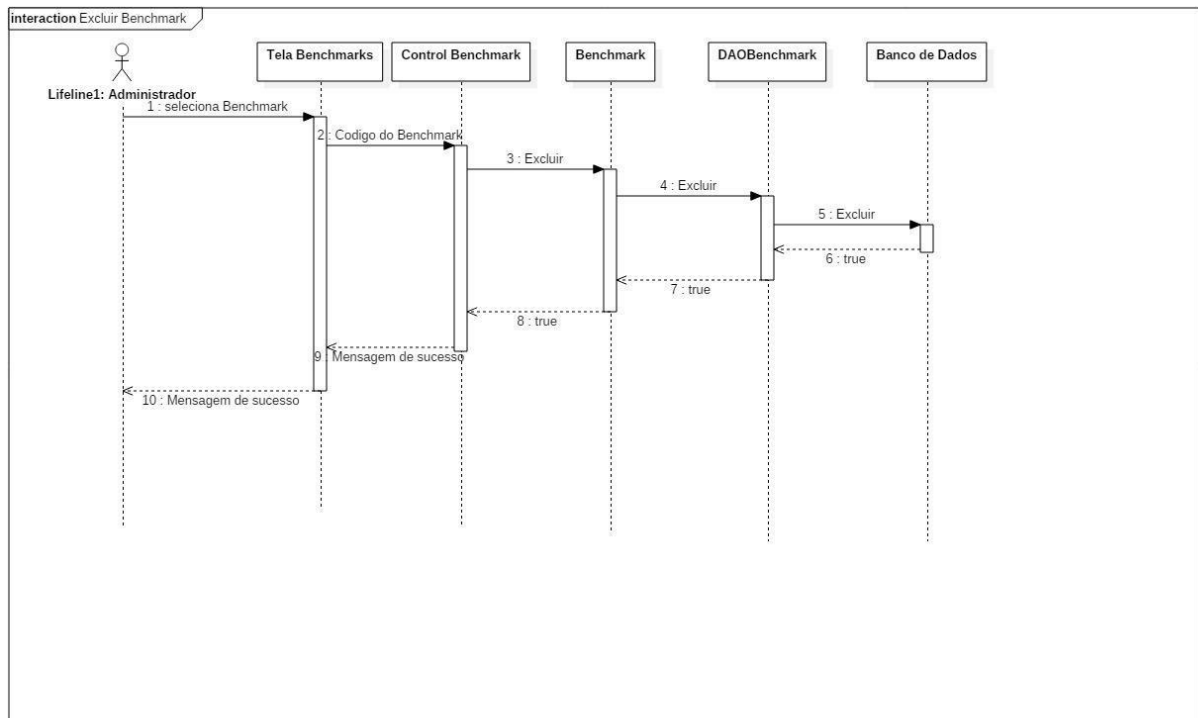 interaction Excluir Benchmark
Tela Benchmarks
Control Benchmark
Benchmark
DAOBenchmark
Banco de Dados
Lifeline1: Administrador
1 : seleciona Benchmark
2 : Codigo do Benchmark
3 : Excluir
4 : Excluir
5 : Excluir
6 : true
7 : true
8 : true
9 : Mensagem de sucesso
10 : Mensagem de sucesso